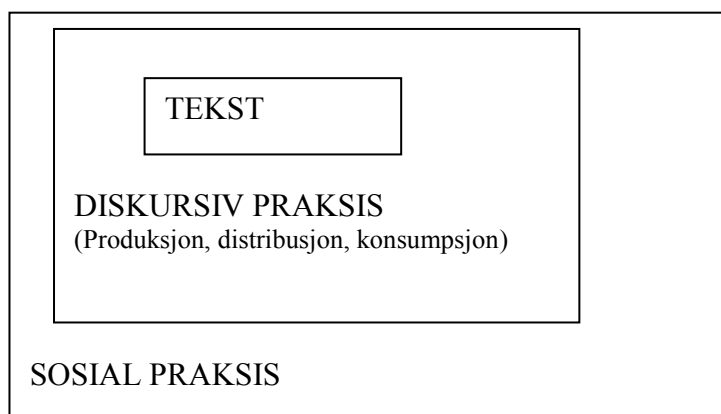 TEKST
DISKURSIV PRAKSIS
(Produksjon, distribusjon, konsumpsjon)
SOSIAL PRAKSIS